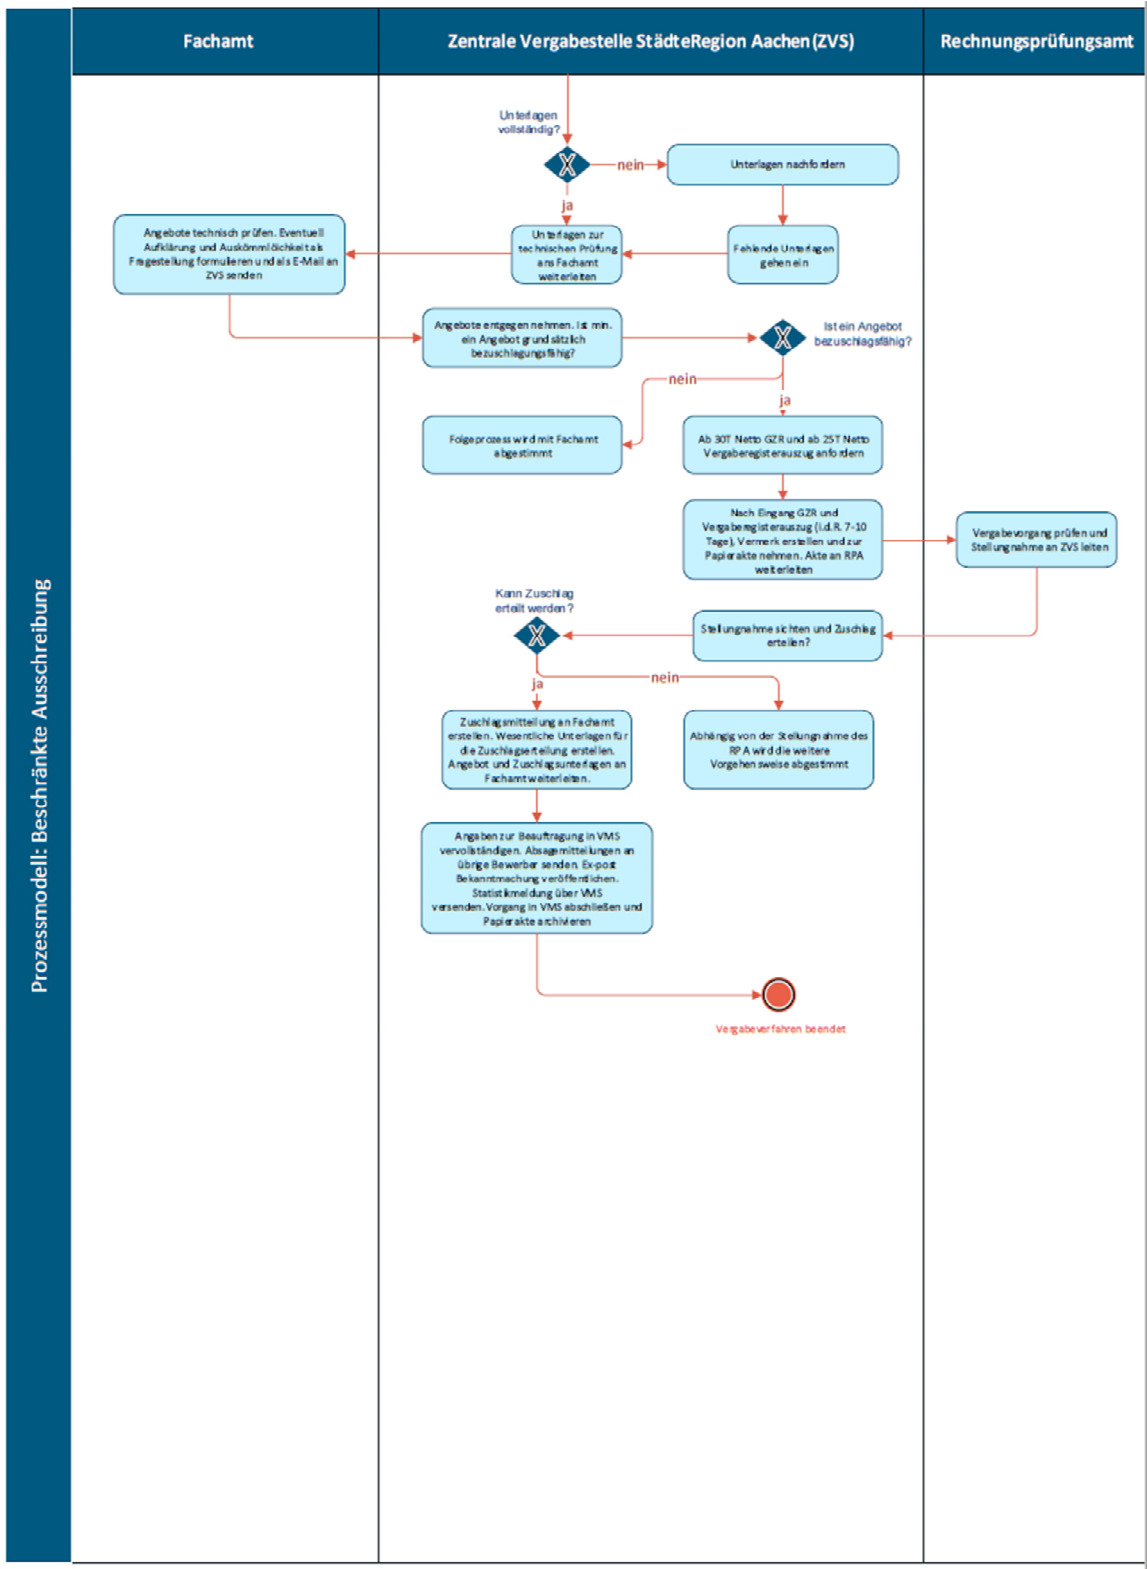 Prozessmodell: Beschränkte Ausschreibung
Fachamt
Zentrale Vergabestelle StädteRegion Aachen (ZVS)
Rechnungsprüfungsamt
Unterlagen
vollständig?
X
nein
Unterlagen nachfordern
ja
Angebote technisch prüfen. Eventuell
Aufklärung und Auskömmlöichkeit als
Fragestellung formulieren und als E-Mail an
ZVS senden
Unterlagen zur
technischen Prüfung
ans Fachamt
weiterleiten
Fehlende Unterlagen
gehen ein
Angebote entgegen nehmen. Ist min.
ein Angebot grundsätzlich
bezuschlagungsfähig?
X
Ist ein Angebot
bezuschlagsfähig?
nein
ja
Folgeprozess wird mit Fachamt
abgestimmt
Ab 30T Netto GZR und ab 25T Netto
Vergaberegisterauszug anfordern
Nach Eingang GZR und
Vergaberegisterauszug (i.d.R. 7-10
Tage), Vermerk erstellen und zur
Papierakte nehmen. Akte an RPA
weiterleiten
Vergabevorgang prüfen und
Stellungnahme an ZVS leiten
Kann Zuschlag
erteilt werden?
X
Stellungnahme sichten und Zuschlag
erteilen?
nein
ja
Zuschlagsmitteilung an Fachamt
erstellen. Wesentliche Unterlagen für
die Zuschlagserteilung erstellen.
Angebot und Zuschlagsunterlagen an
Fachamt weiterleiten.
Abhängig von der Stellungnahme des
RPA wird die weitere
Vorgehensweise abgestimmt
Angaben zur Beauftragung in VMS
vervollständigen. Absagemitteilungen an
übrige Bewerber senden. Ex-post
Bekanntmachung veröffentlichen.
Statistikmeldung über VMS
versenden. Vorgang in VMS abschließen und
Papierakte archivieren
Vergabeverfahren beendet